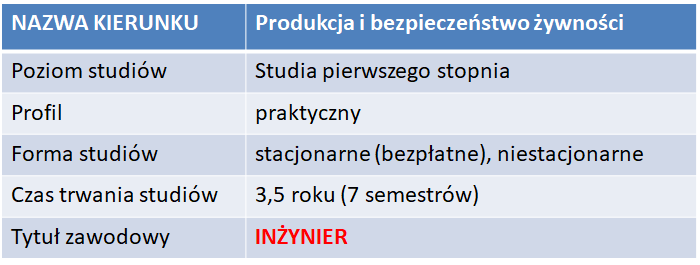 NAZWA KIERUNKU Produkcja i bezpieczeństwo żywności
Poziom studiów Studia pierwszego stopnia
Profil praktyczny
Forma studiów stacjonarne (bezpłatne), niestacjonarne
Czas trwania studiów 3,5 roku (7 semestrów)
Tytuł zawodowy INŻYNIER